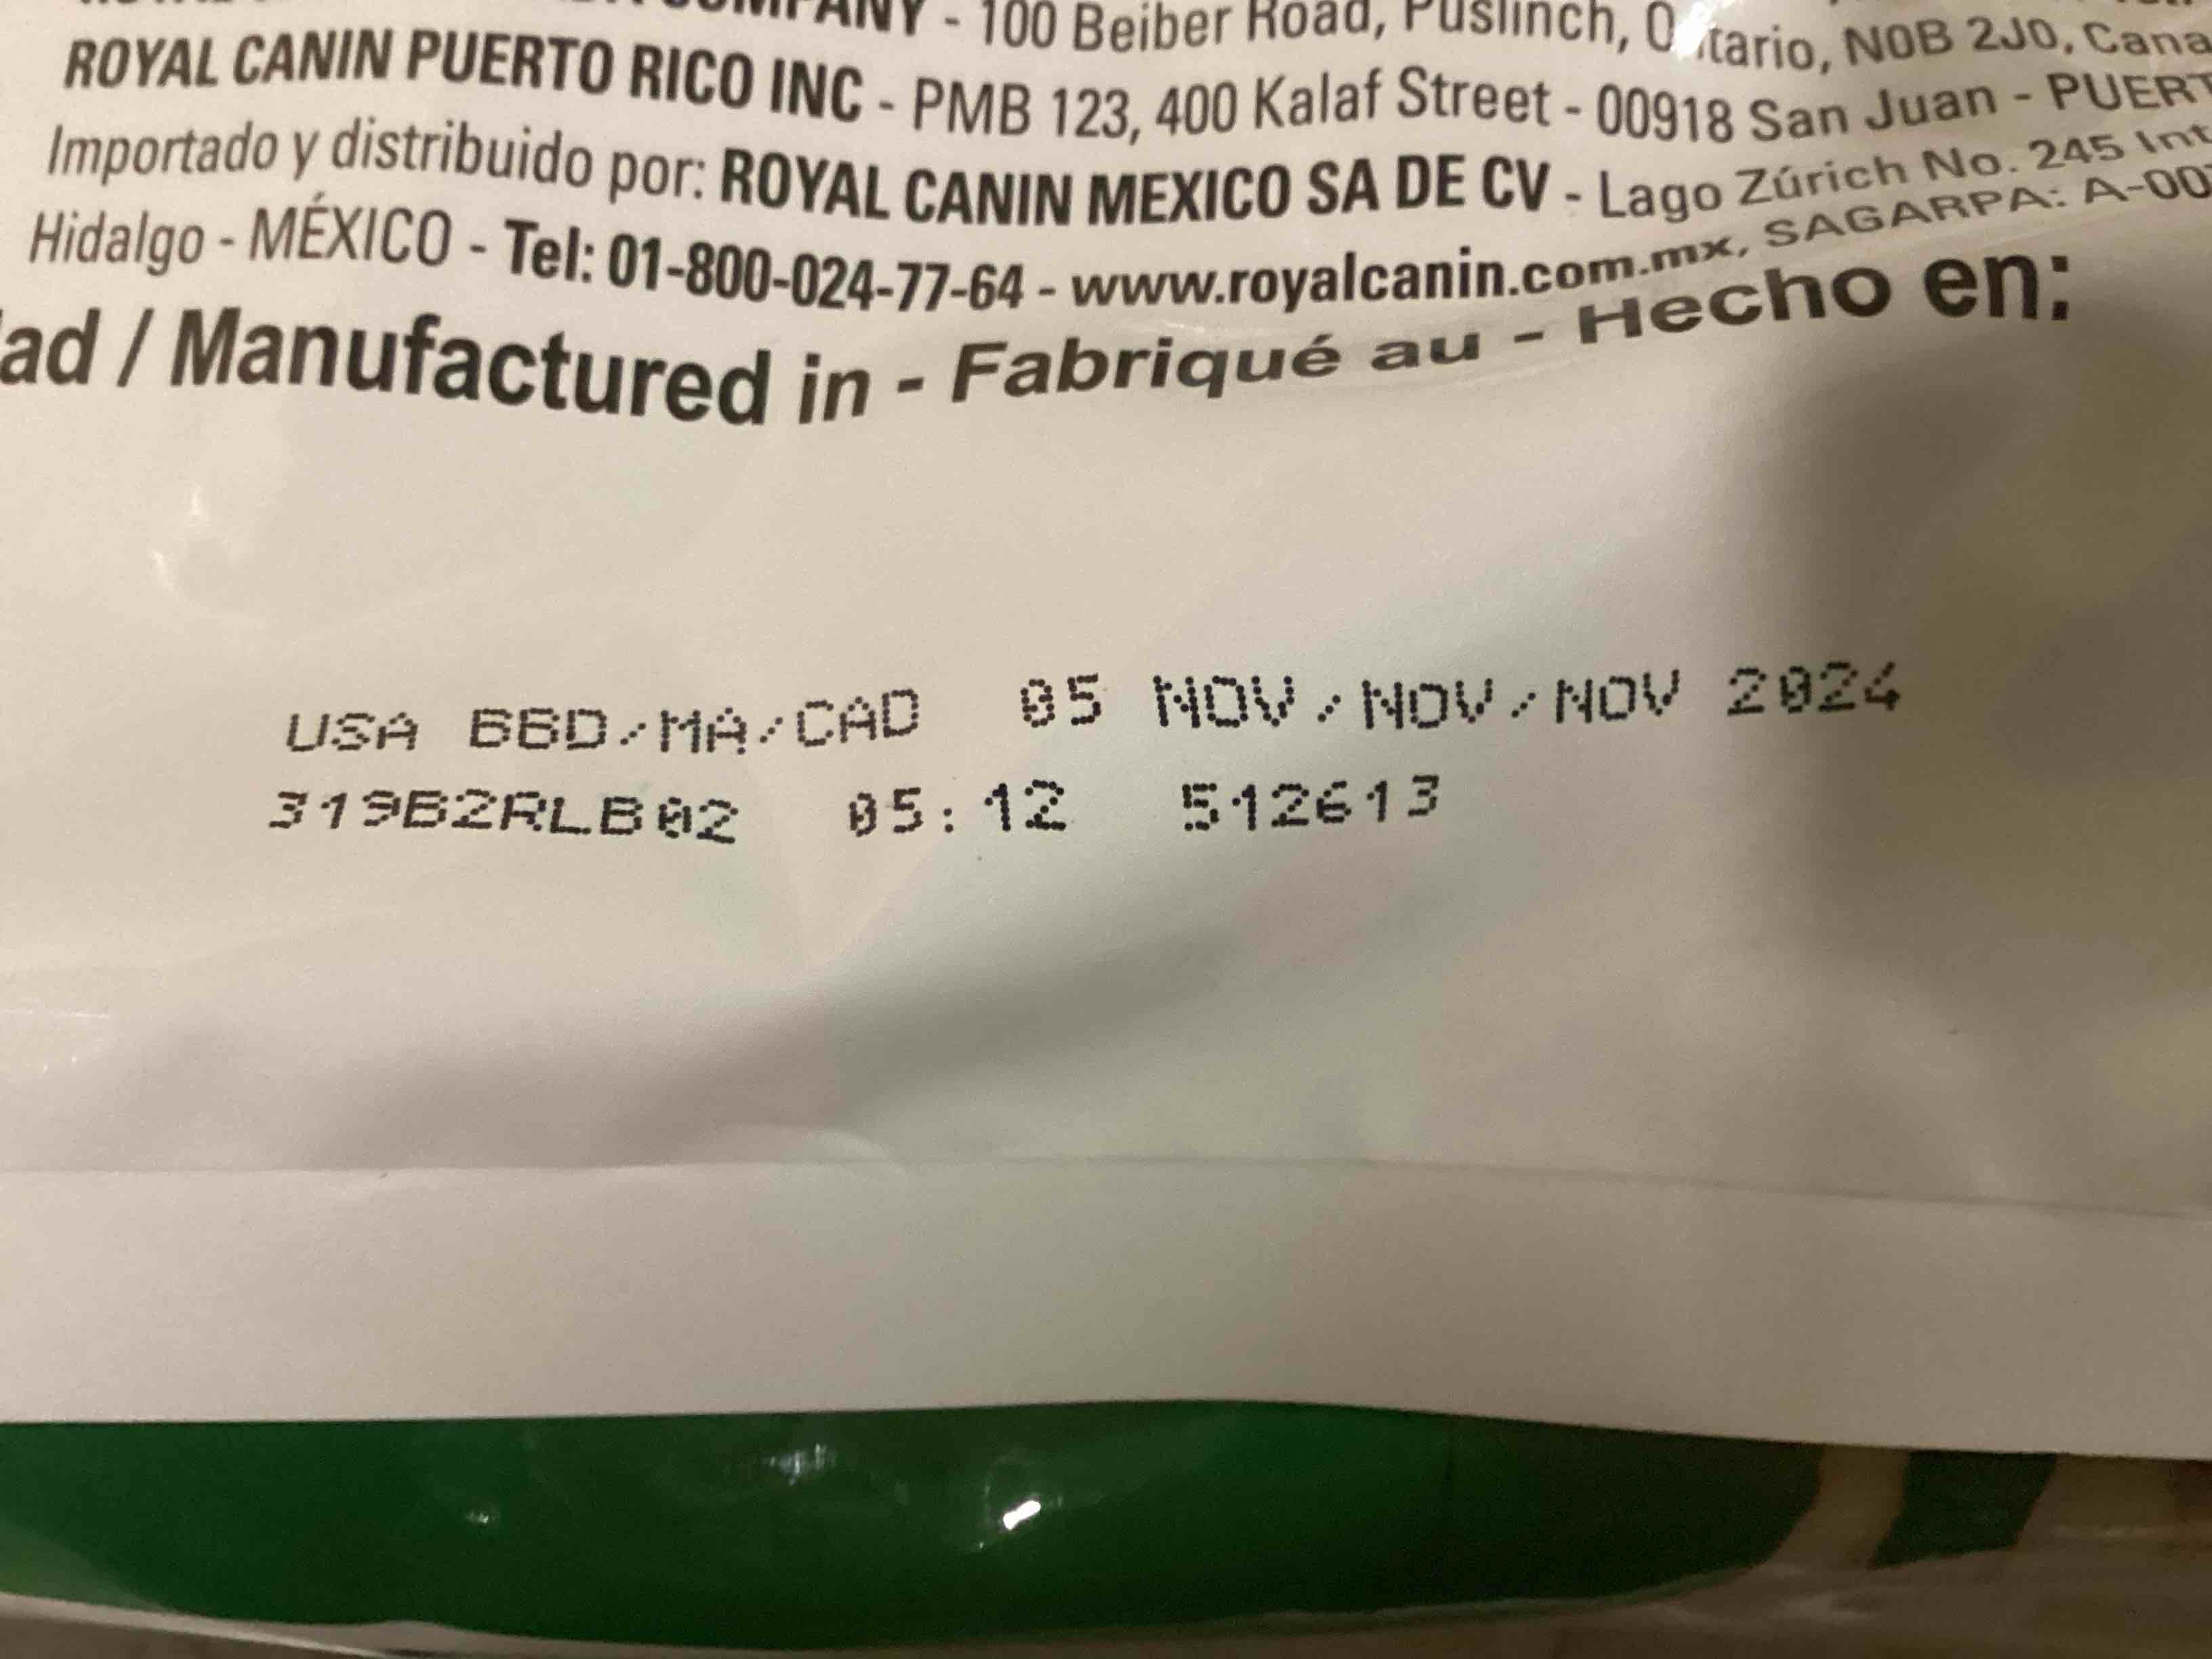 COMPANY - 100 Beiber Road, Puslinch, O tario, N0B 2J0, Cana
ROYAL CANIN PUERTO RICO INC - PMB 123, 400 Kalaf Street - 00918 San Juan - PUERT
Importado y distribuido por: ROYAL CANIN MEXICO SA DE CV - Lago Zúrich No. 245 Int
Hidalgo - MÉXICO - Tel: 01-800-024-77-64 - www.royalcanin.com.mx, SAGARPA: A-00
ad / Manufactured in - Fabriqué au - Hecho en:
USA BBD/MA/CAD 05 NOV/NOV/NOV 2024
319B2RLB02 05:12 512613